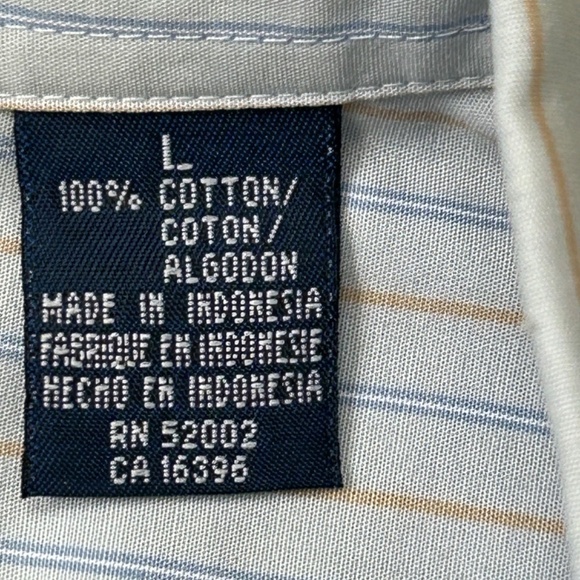 L
100% COTTON/
COTON/
ALGODON
MADE IN INDONESIA
FABRIQUE EN INDONESIE
HECHO EN INDONESIA
RN 52002
CA 16396